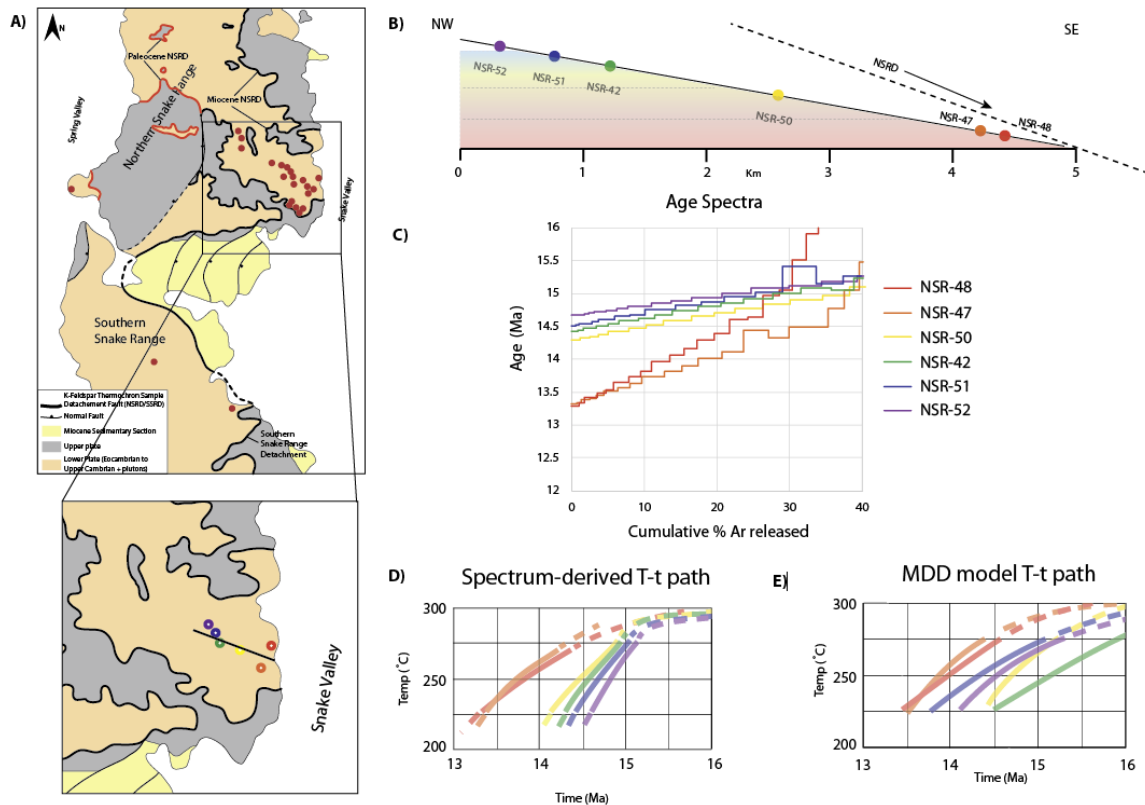 A)
N
Paleocene NSRD
Miocene NSRD
Spring Valley
Northern Snake Range
Snake Valley
Southern
Snake Range
K-Feldspar Thermochron Sample
Detachement Fault (NSRD/SSRD)
Normal Fault
Miocene Sedimentary Section
Upper plate
Lower Plate (Eocambrian to
Upper Cambrian + plutons)
Southern
Snake Range
Detachment
Snake Valley
B)
NW
SE
NSRD
NSR-52
NSR-51
NSR-42
NSR-50
NSR-47
NSR-48
0
1
2
Km
3
4
5
Age Spectra
C)
16
15
14.5
14
13.5
13
12.5
12
Age (Ma)
0
10
20
30
40
Cumulative % Ar released
NSR-48
NSR-47
NSR-50
NSR-42
NSR-51
NSR-52
D)
Spectrum-derived T-t path
300
250
200
Temp (˚C)
13
14
15
16
Time (Ma)
E)
MDD model T-t path
300
250
200
Temp (˚C)
13
14
15
16
Time (Ma)